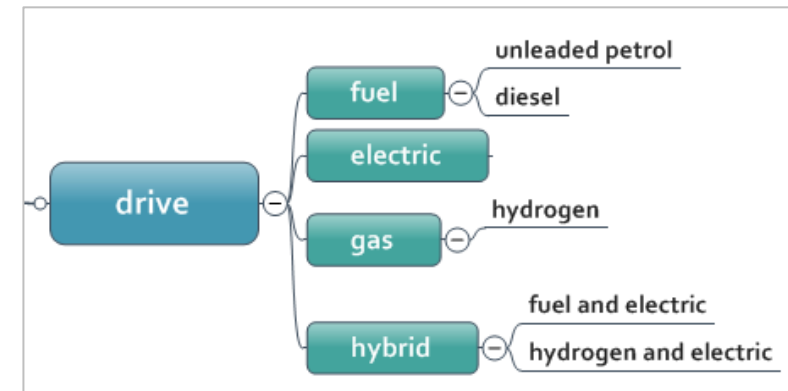 drive
fuel
unleaded petrol
diesel
electric
gas
hydrogen
hybrid
fuel and electric
hydrogen and electric